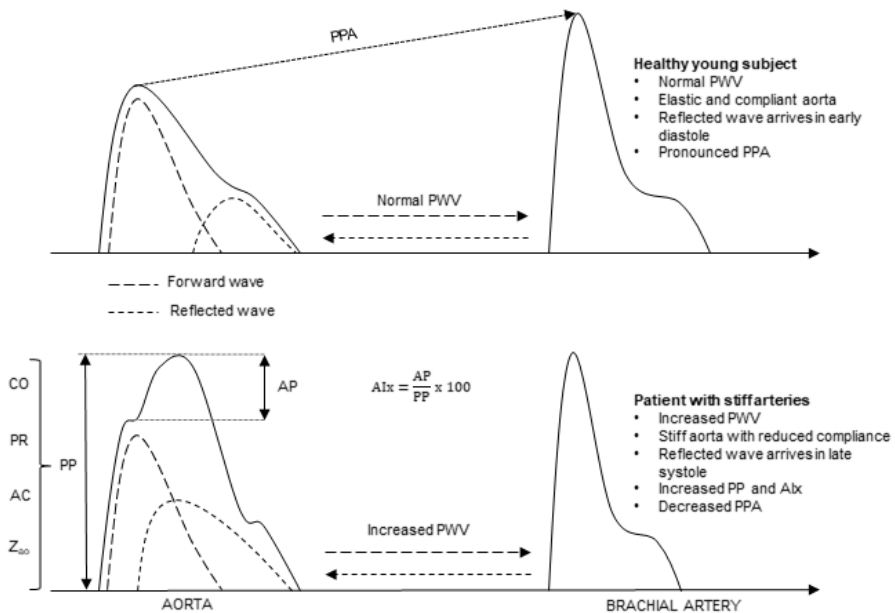 PPA
Healthy young subject
• Normal PWV
• Elastic and compliant aorta
• Reflected wave arrives in early
diastole
• Pronounced PPA
Normal PWV
Forward wave
Reflected wave
CO
PR
AC
Z_ao
PP
AP
AIx = AP/PP x 100
Patient with stiff arteries
• Increased PWV
• Stiff aorta with reduced compliance
• Reflected wave arrives in late
systole
• Increased PP and AIx
• Decreased PPA
Increased PWV
AORTA
BRACHIAL ARTERY